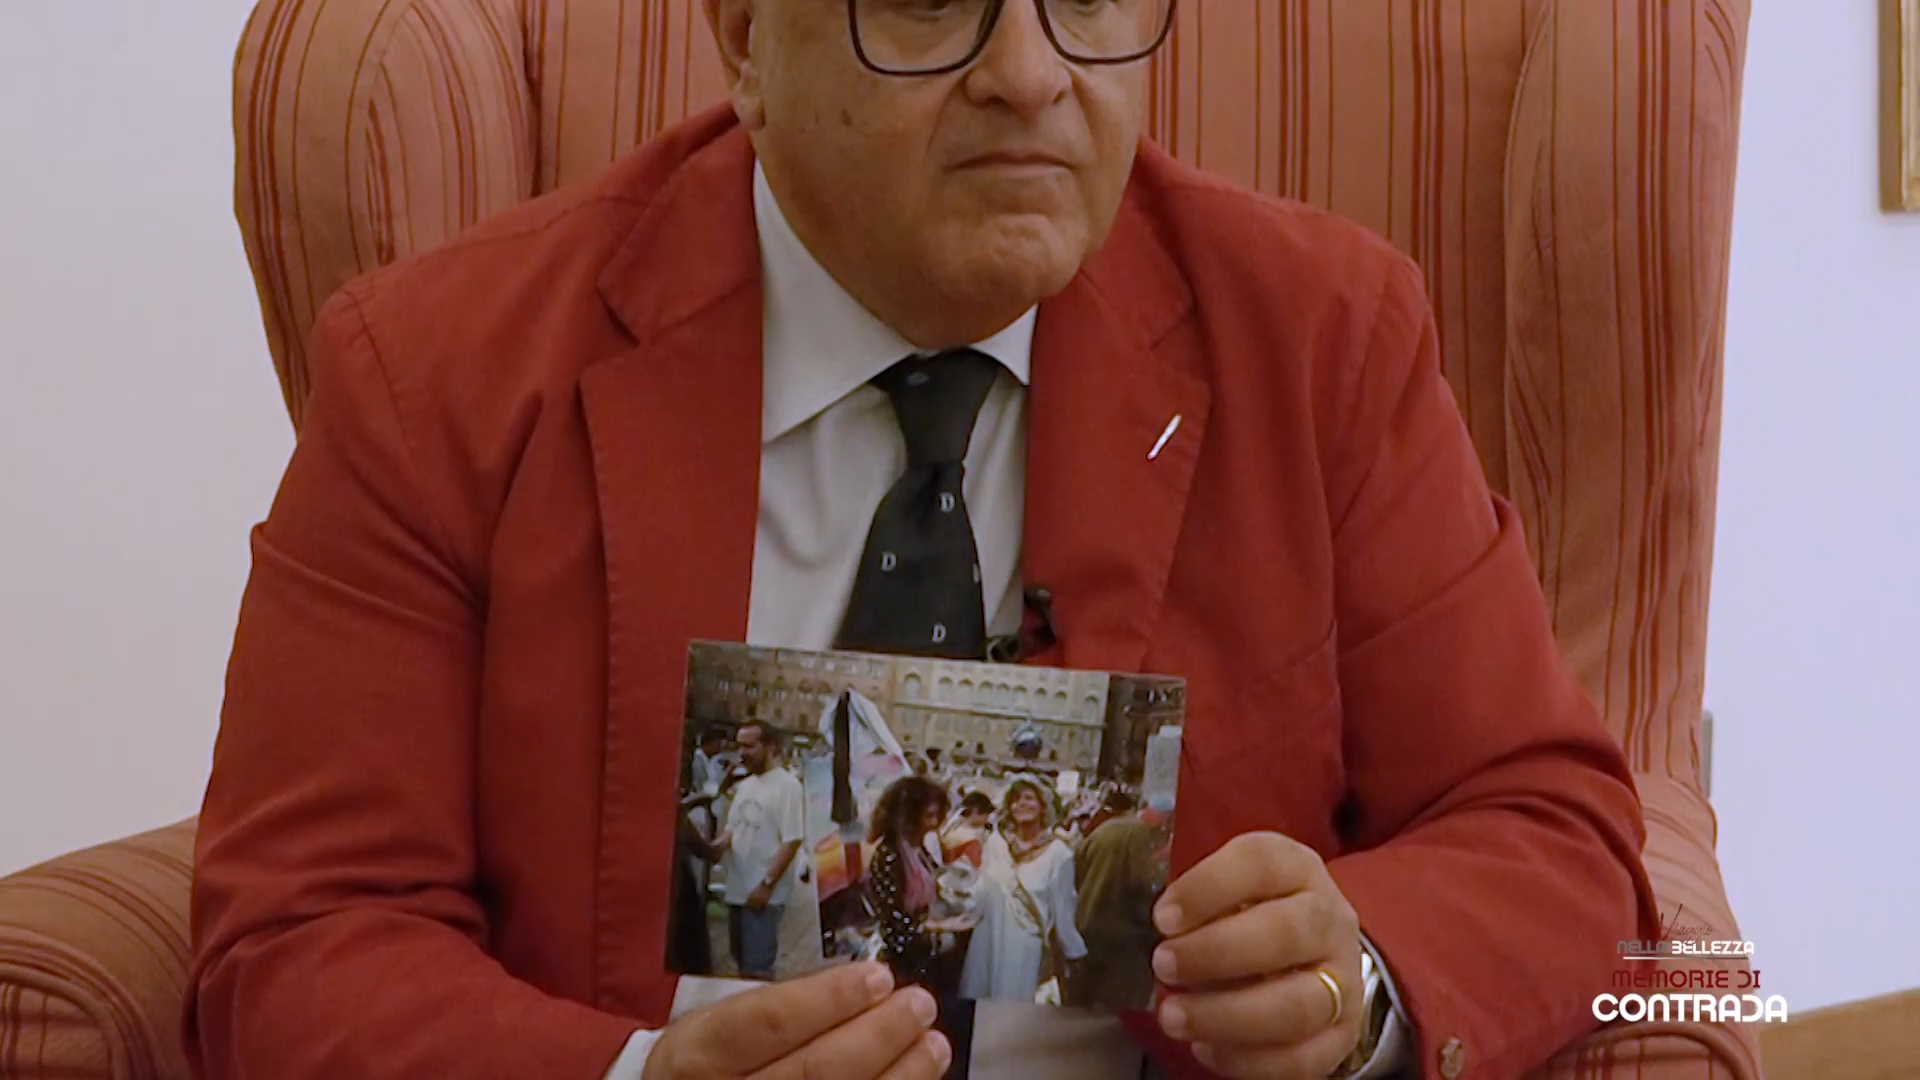 D
D
D
Viaggio
NELLA BELLEZZA
MEMORIE DI
CONTRADA